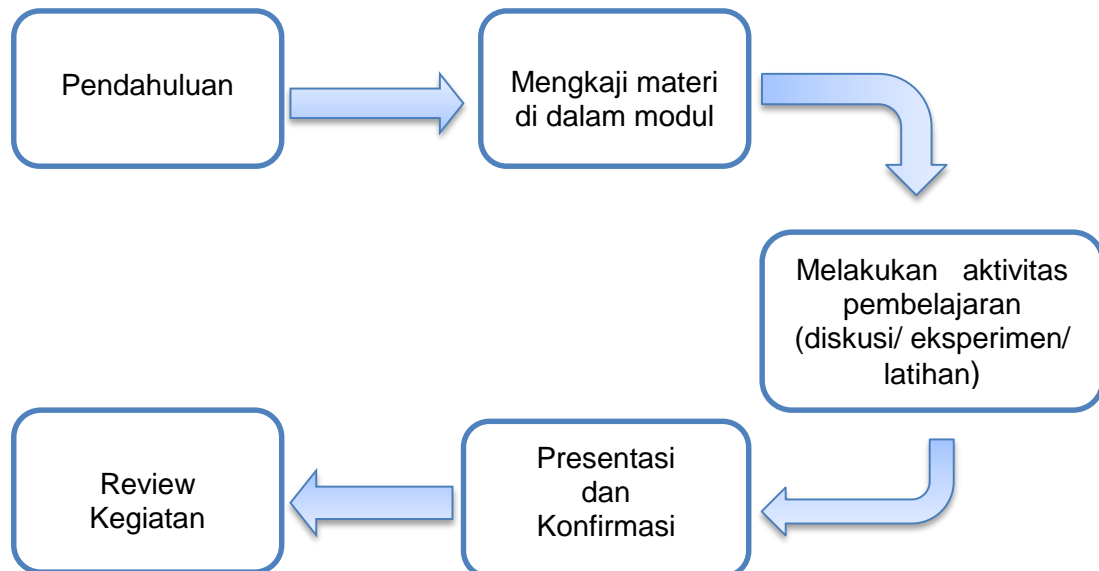 Pendahuluan
Mengkaji materi
di dalam modul
Melakukan aktivitas
pembelajaran
(diskusi/ eksperimen/
latihan)
Presentasi
dan
Konfirmasi
Review
Kegiatan